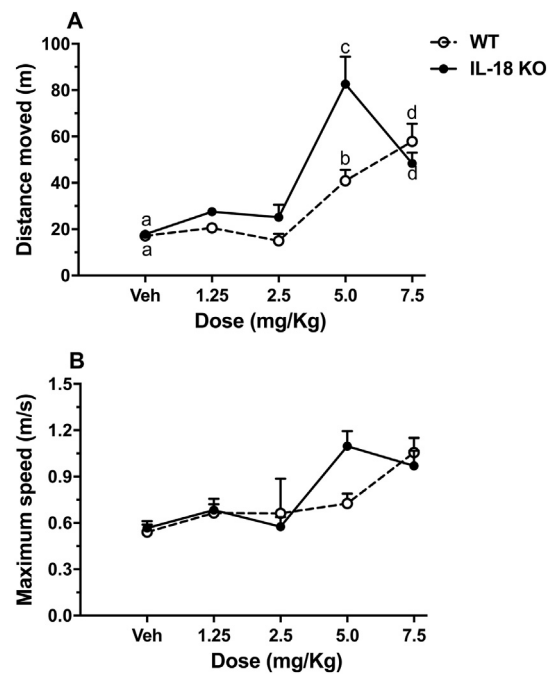 A
WT
IL-18 KO
Distance moved (m)
100
80
60
40
20
0
a
a
b
c
d
d
Veh 1.25 2.5 5.0 7.5
Dose (mg/Kg)
B
Maximum speed (m/s)
1.5
1.2
0.9
0.6
0.3
0.0
Veh 1.25 2.5 5.0 7.5
Dose (mg/Kg)